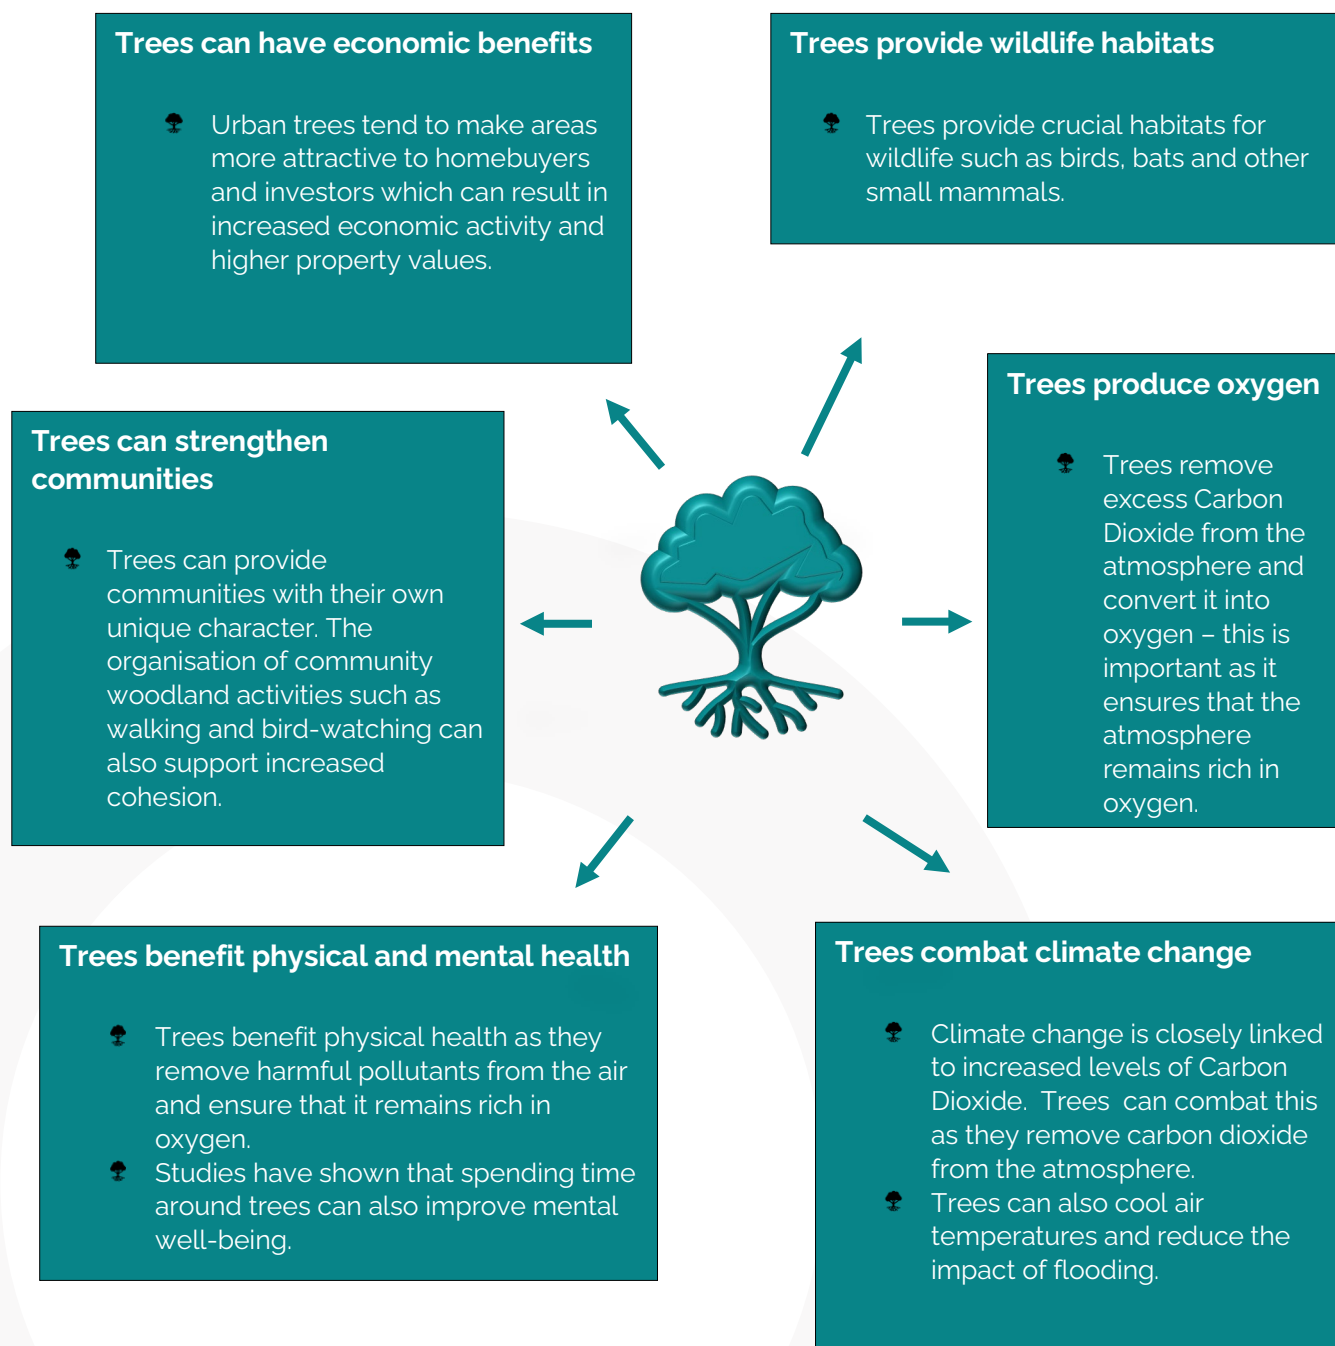 Trees can have economic benefits
Urban trees tend to make areas
more attractive to homebuyers
and investors which can result in
increased economic activity and
higher property values.
Trees provide wildlife habitats
Trees provide crucial habitats for
wildlife such as birds, bats and other
small mammals.
Trees can strengthen
communities
Trees can provide
communities with their own
unique character. The
organisation of community
woodland activities such as
walking and bird-watching can
also support increased
cohesion.
Trees produce oxygen
Trees remove
excess Carbon
Dioxide from the
atmosphere and
convert it into
oxygen – this is
important as it
ensures that the
atmosphere
remains rich in
oxygen.
Trees benefit physical and mental health
Trees benefit physical health as they
remove harmful pollutants from the air
and ensure that it remains rich in
oxygen.
Studies have shown that spending time
around trees can also improve mental
well-being.
Trees combat climate change
Climate change is closely linked
to increased levels of Carbon
Dioxide.  Trees  can combat this
as they remove carbon dioxide
from the atmosphere.
Trees can also cool air
temperatures and reduce the
impact of flooding.